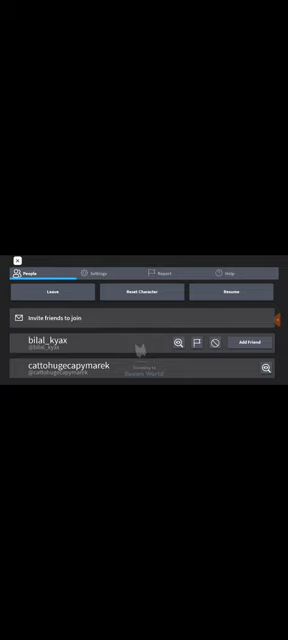 People
Settings
Report
Help
Leave
Reset Character
Resume
Invite friends to join
bilal_kyax
@bilal_kyax
Add Friend
cattohugecapymarek
@cattohugecapymarek